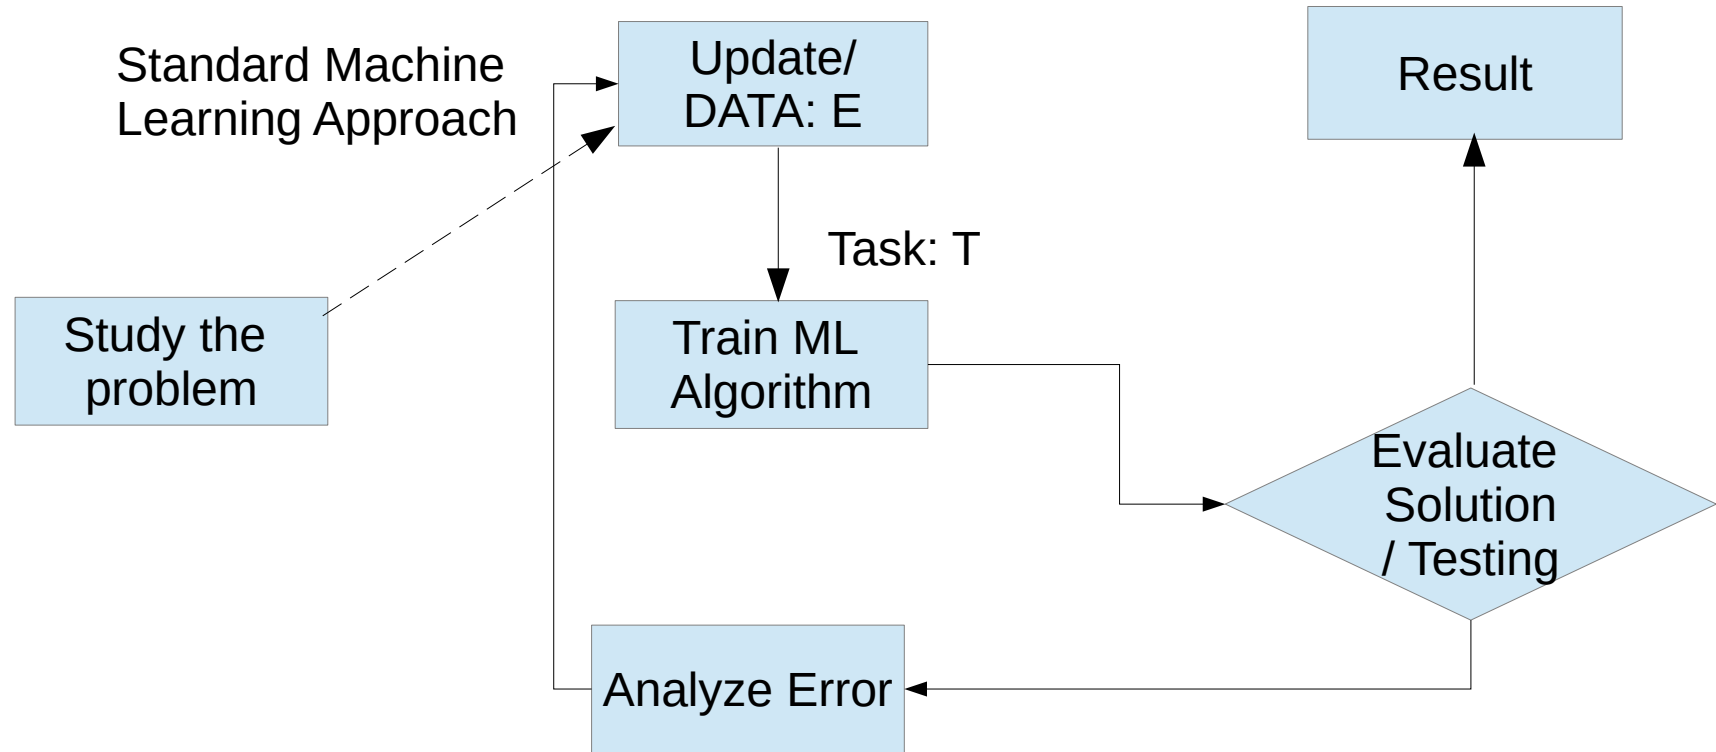 Standard Machine
Learning Approach
Update/
DATA: E
Result
Task: T
Study the
problem
Train ML
Algorithm
Evaluate
Solution
/ Testing
Analyze Error